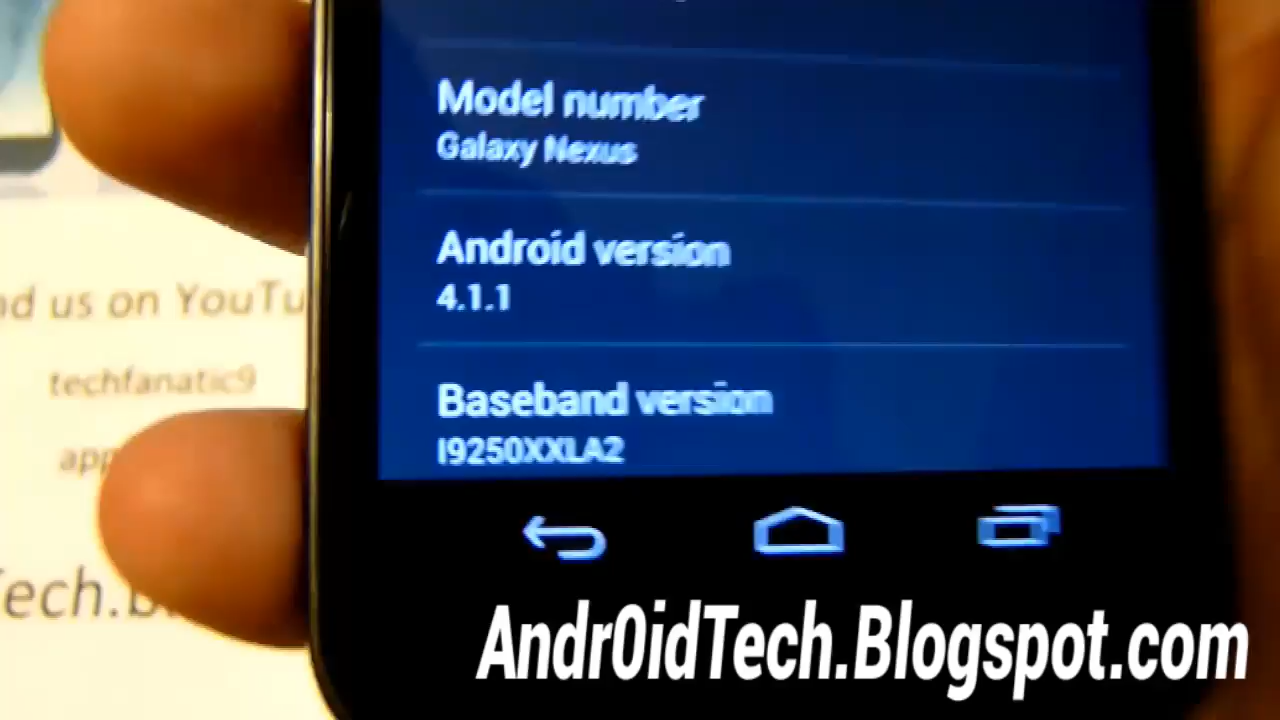 Model number
Galaxy Nexus
Android version
4.1.1
Baseband version
I9250XXLA2
us on YouTu
techfanatic9
app
ech.b
Andr0idTech.Blogspot.com